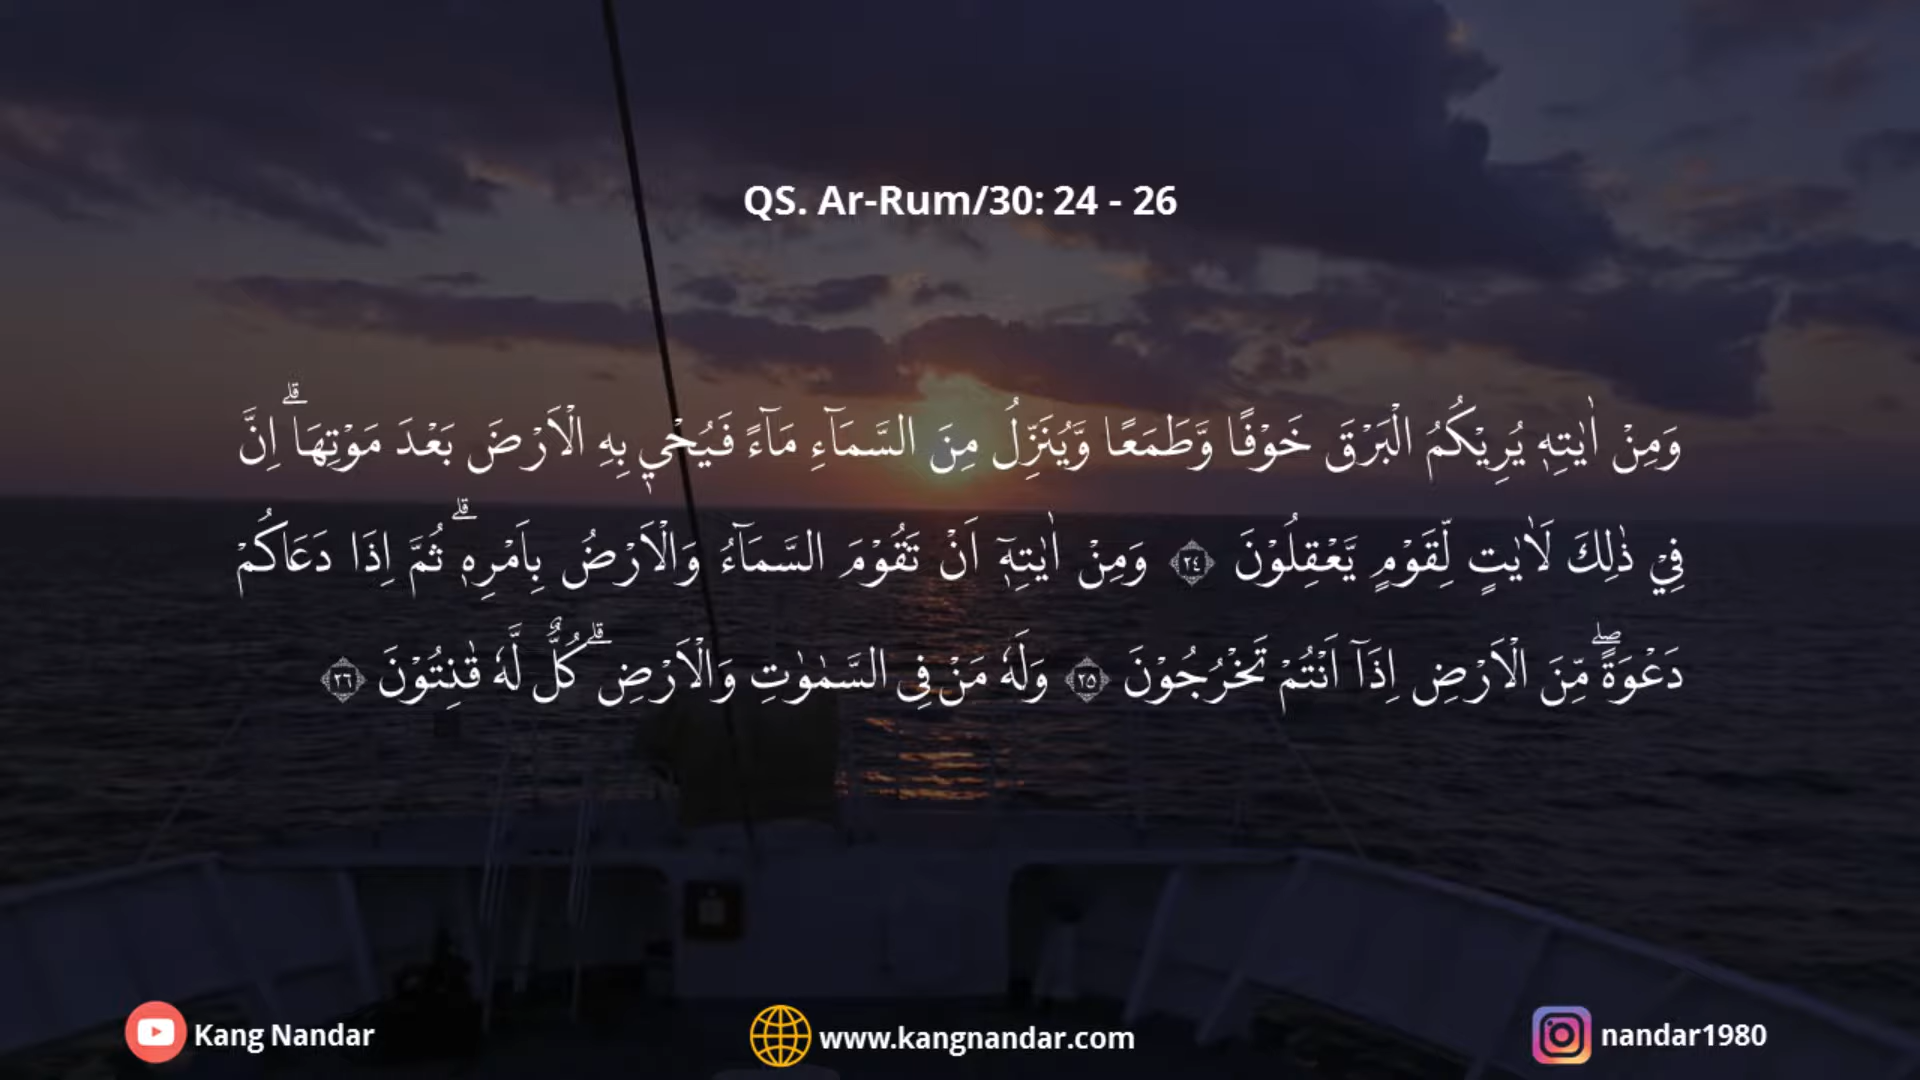 QS. Ar-Rum/30: 24 - 26
وَمِنْ اٰيٰتِهٖ يُرِيْكُمُ الْبَرْقَ خَوْفًا وَّطَمَعًا وَّيُنَزِّلُ مِنَ السَّمَاۤءِ مَاۤءً فَيُحْيٖ بِهِ الْاَرْضَ بَعْدَ مَوْتِهَاۗ اِنَّ
فِيْ ذٰلِكَ لَاٰيٰتٍ لِّقَوْمٍ يَّعْقِلُوْنَ ٢٤ وَمِنْ اٰيٰتِهٖٓ اَنْ تَقُوْمَ السَّمَاۤءُ وَالْاَرْضُ بِاَمْرِهٖۗ ثُمَّ اِذَا دَعَاكُمْ
دَعْوَةًۖ مِّنَ الْاَرْضِ اِذَآ اَنْتُمْ تَخْرُجُوْنَ ٢٥ وَلَهٗ مَنْ فِى السَّمٰوٰتِ وَالْاَرْضِۗ كُلٌّ لَّهٗ قٰنِتُوْنَ ٢٦
Kang Nandar
www.kangnandar.com
nandar1980